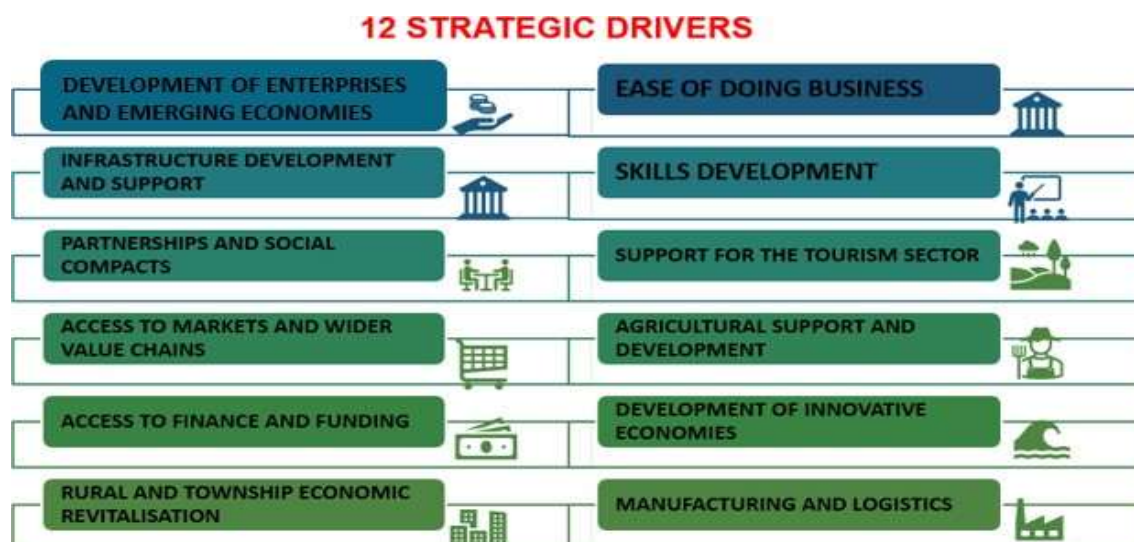 12 STRATEGIC DRIVERS
DEVELOPMENT OF ENTERPRISES
AND EMERGING ECONOMIES
EASE OF DOING BUSINESS
INFRASTRUCTURE DEVELOPMENT
AND SUPPORT
SKILLS DEVELOPMENT
PARTNERSHIPS AND SOCIAL
COMPACTS
SUPPORT FOR THE TOURISM SECTOR
ACCESS TO MARKETS AND WIDER
VALUE CHAINS
AGRICULTURAL SUPPORT AND
DEVELOPMENT
ACCESS TO FINANCE AND FUNDING
DEVELOPMENT OF INNOVATIVE
ECONOMIES
RURAL AND TOWNSHIP ECONOMIC
REVITALISATION
MANUFACTURING AND LOGISTICS